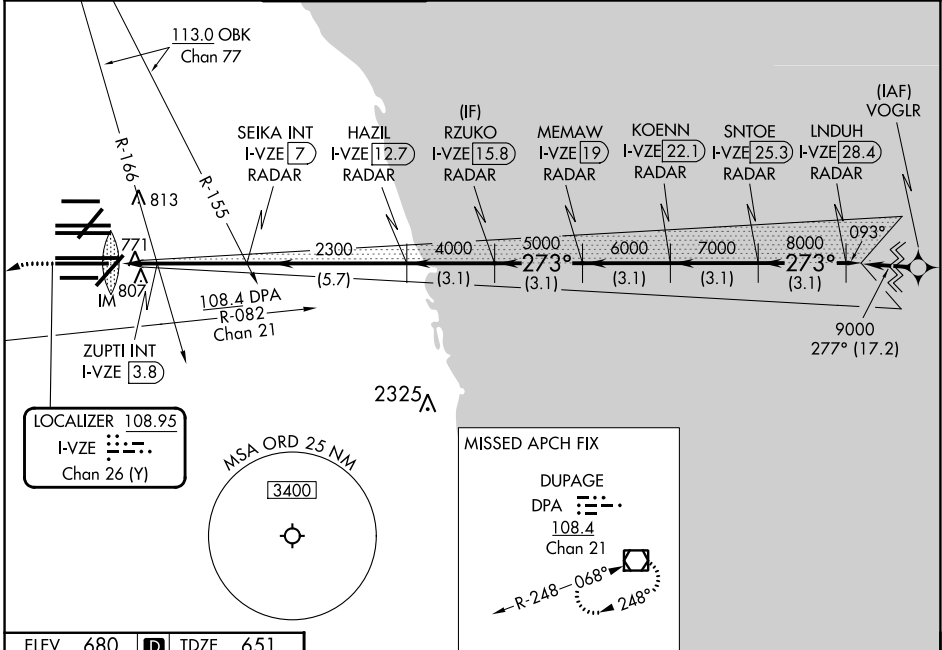 113.0 OBK
Chan 77
R-166
R-155
813
771
807
IM
SEIKA INT
I-VZE 7
RADAR
HAZIL
I-VZE 12.7
RADAR
(IF)
RZUKO
I-VZE 15.8
RADAR
MEMAW
I-VZE 19
RADAR
KOENN
I-VZE 22.1
RADAR
SNTOE
I-VZE 25.3
RADAR
LNDUH
I-VZE 28.4
RADAR
(IAF)
VOGLR
2300
(5.7)
4000
(3.1)
5000
273°
(3.1)
6000
(3.1)
7000
(3.1)
8000
273°
(3.1)
093°
9000
277° (17.2)
108.4 DPA
R-082
Chan 21
ZUPTI INT
I-VZE 3.8
LOCALIZER 108.95
I-VZE
Chan 26 (Y)
2325
MSA ORD 25 NM
3400
MISSED APCH FIX
DUPAGE
DPA
108.4
Chan 21
R-248
068°
248°
ELEV 680 D TDZE 651